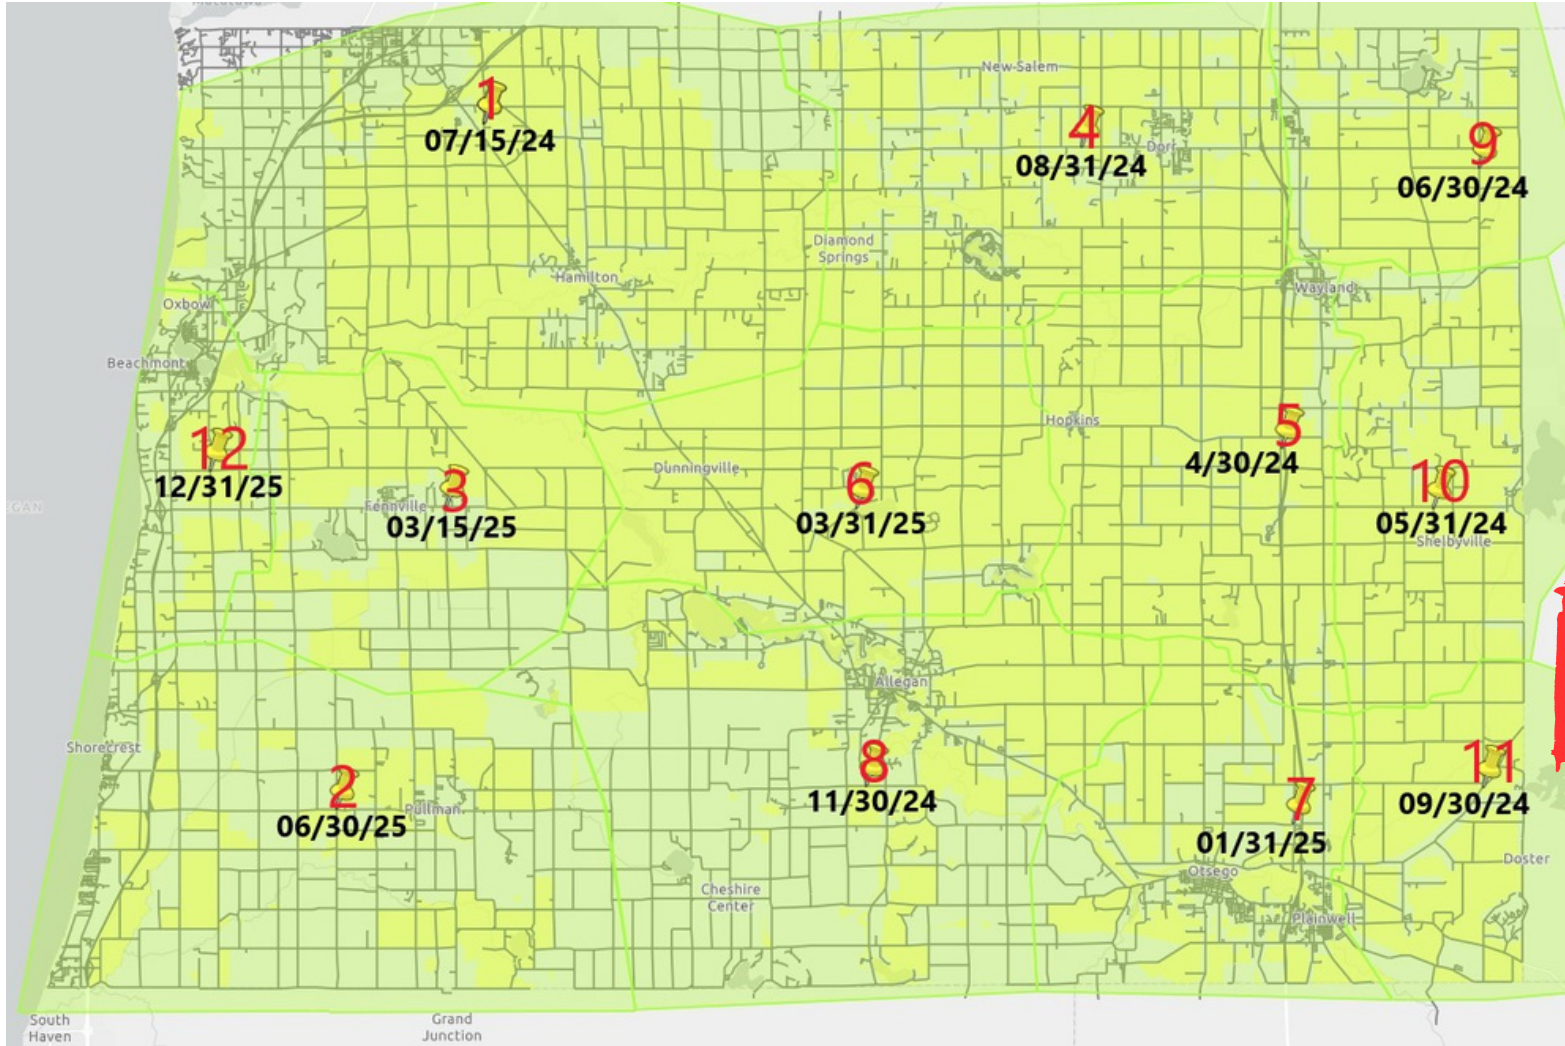 New Salem
1
07/15/24
4
Dorr
08/31/24
9
06/30/24
Diamond
Springs
Hamilton
Wayland
Oxbow
Beachmont
Hopkins
5
4/30/24
12
12/31/25
3
Fennville
03/15/25
Dunningville
6
03/31/25
10
05/31/24
Shelbyville
EGAN
Allegan
Shorecrest
2
06/30/25
Pullman
8
11/30/24
7
01/31/25
11
09/30/24
Doster
Otsego
Plainwell
Cheshire
Center
South
Haven
Grand
Junction